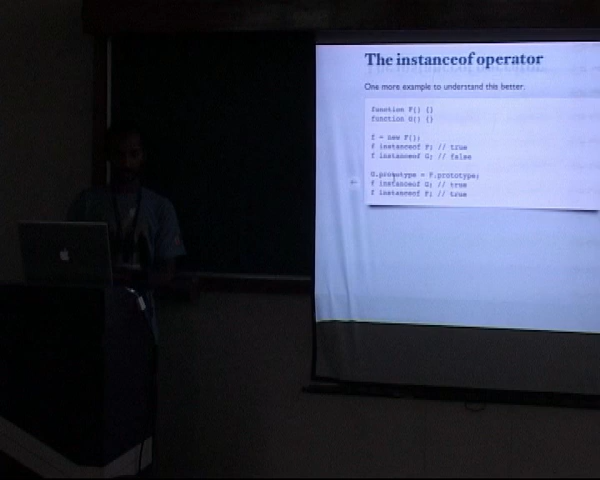 The instanceof operator
One more example to understand this better.
function F() {}
function G() {}
f = new F();
f instanceof F; // true
f instanceof G; // false
G.prototype = F.prototype;
f instanceof G; // true
f instanceof F; // true